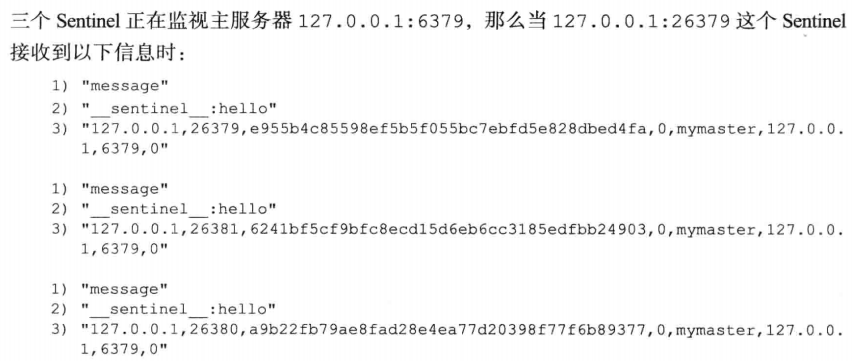 三个 Sentinel 正在监视主服务器 127.0.0.1:6379，那么当 127.0.0.1:26379 这个 Sentinel
接收到以下信息时：
1) "message"
2) "__sentinel__:hello"
3) "127.0.0.1,26379,e955b4c85598ef5b5f055bc7ebfd5e828dbed4fa,0,mymaster,127.0.0.
1,6379,0"
1) "message"
2) "__sentinel__:hello"
3) "127.0.0.1,26381,6241bf5cf9bfc8ecd15d6eb6cc3185edfbb24903,0,mymaster,127.0.0.
1,6379,0"
1) "message"
2) "__sentinel__:hello"
3) "127.0.0.1,26380,a9b22fb79ae8fad28e4ea77d20398f77f6b89377,0,mymaster,127.0.0.
1,6379,0"